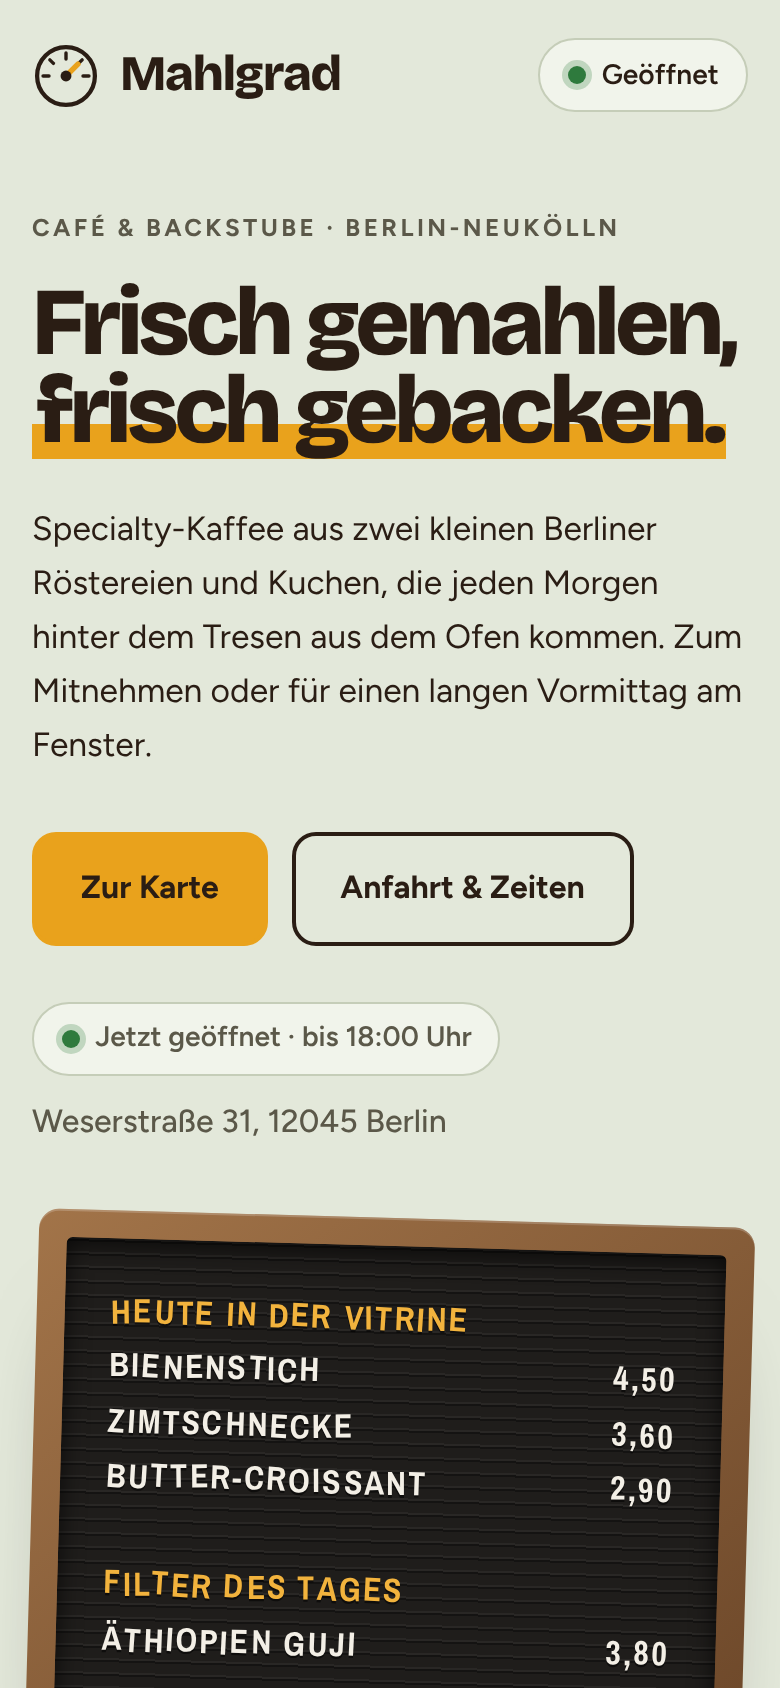 Mahlgrad
Geöffnet
CAFÉ & BACKSTUBE · BERLIN-NEUKÖLLN
Frisch gemahlen,
frisch gebacken.
Specialty-Kaffee aus zwei kleinen Berliner
Röstereien und Kuchen, die jeden Morgen
hinter dem Tresen aus dem Ofen kommen. Zum
Mitnehmen oder für einen langen Vormittag am
Fenster.
Zur Karte
Anfahrt & Zeiten
Jetzt geöffnet · bis 18:00 Uhr
Weserstraße 31, 12045 Berlin
HEUTE IN DER VITRINE
BIENENSTICH 4,50
ZIMTSCHNECKE 3,60
BUTTER-CROISSANT 2,90
FILTER DES TAGES
ÄTHIOPIEN GUJI 3,80